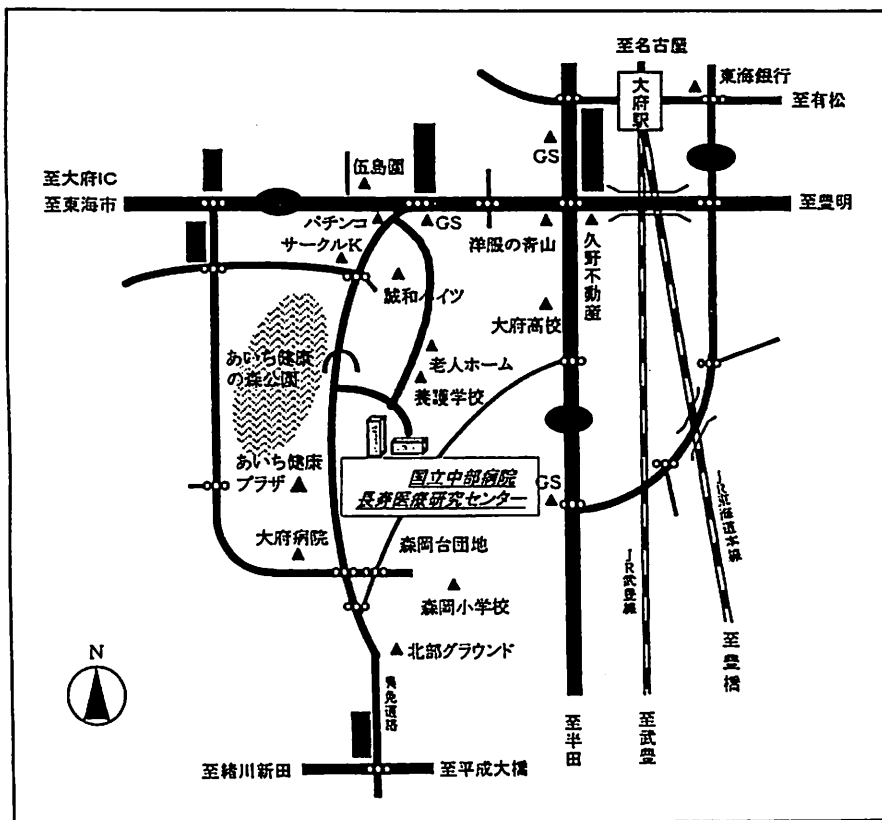 至名古屋
東海銀行
大府駅
至有松
GS
伍島園
至大府IC
至東海市
至豊明
パチンコ
GS
洋服の青山
久野不動産
サークルK
誠和ハイツ
大府高校
あいち健康
の森公園
老人ホーム
養護学校
国立中部病院
長寿医療研究センター
あいち健康
プラザ
GS
大府病院
森岡台団地
森岡小学校
JR武豊線
JR東海道本線
北部グラウンド
N
至半田
至武豊
至豊橋
至緒川新田
至平成大橋